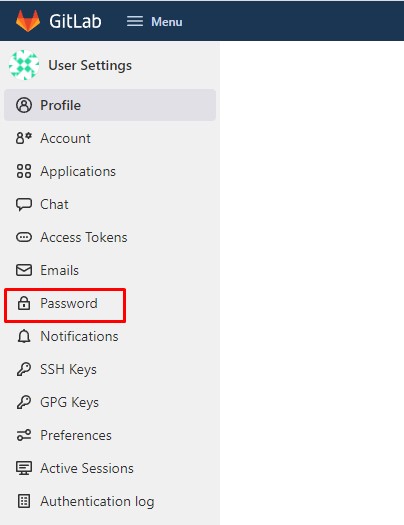 GitLab Menu
User Settings
Profile
Account
Applications
Chat
Access Tokens
Emails
Password
Notifications
SSH Keys
GPG Keys
Preferences
Active Sessions
Authentication log